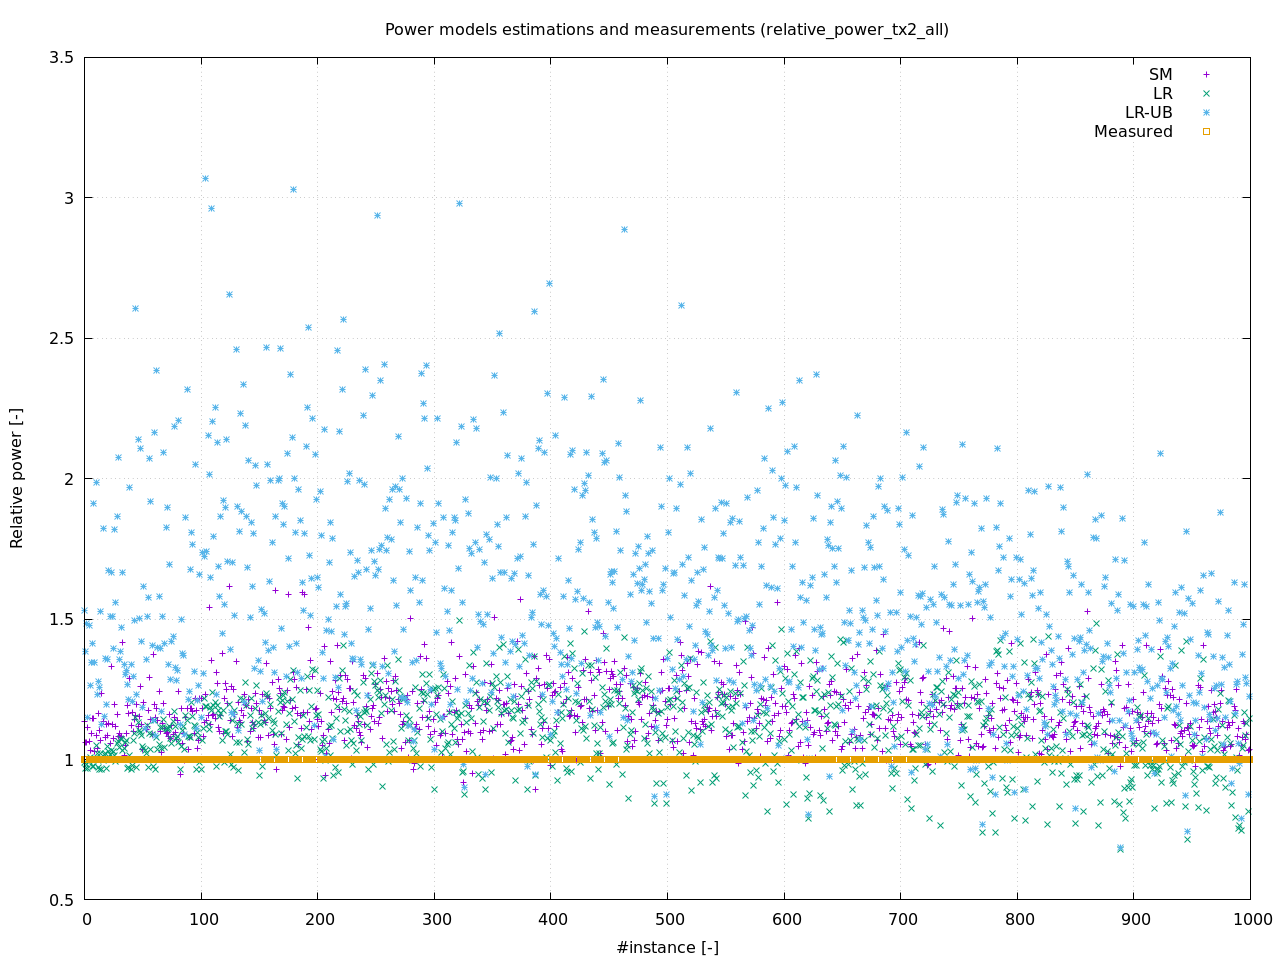 Power models estimations and measurements (relative_power_tx2_all)
SM
LR
LR-UB
Measured
Relative power [-]
3.5
3
2.5
2
1.5
1
0.5
0 100 200 300 400 500 600 700 800 900 1000
#instance [-]